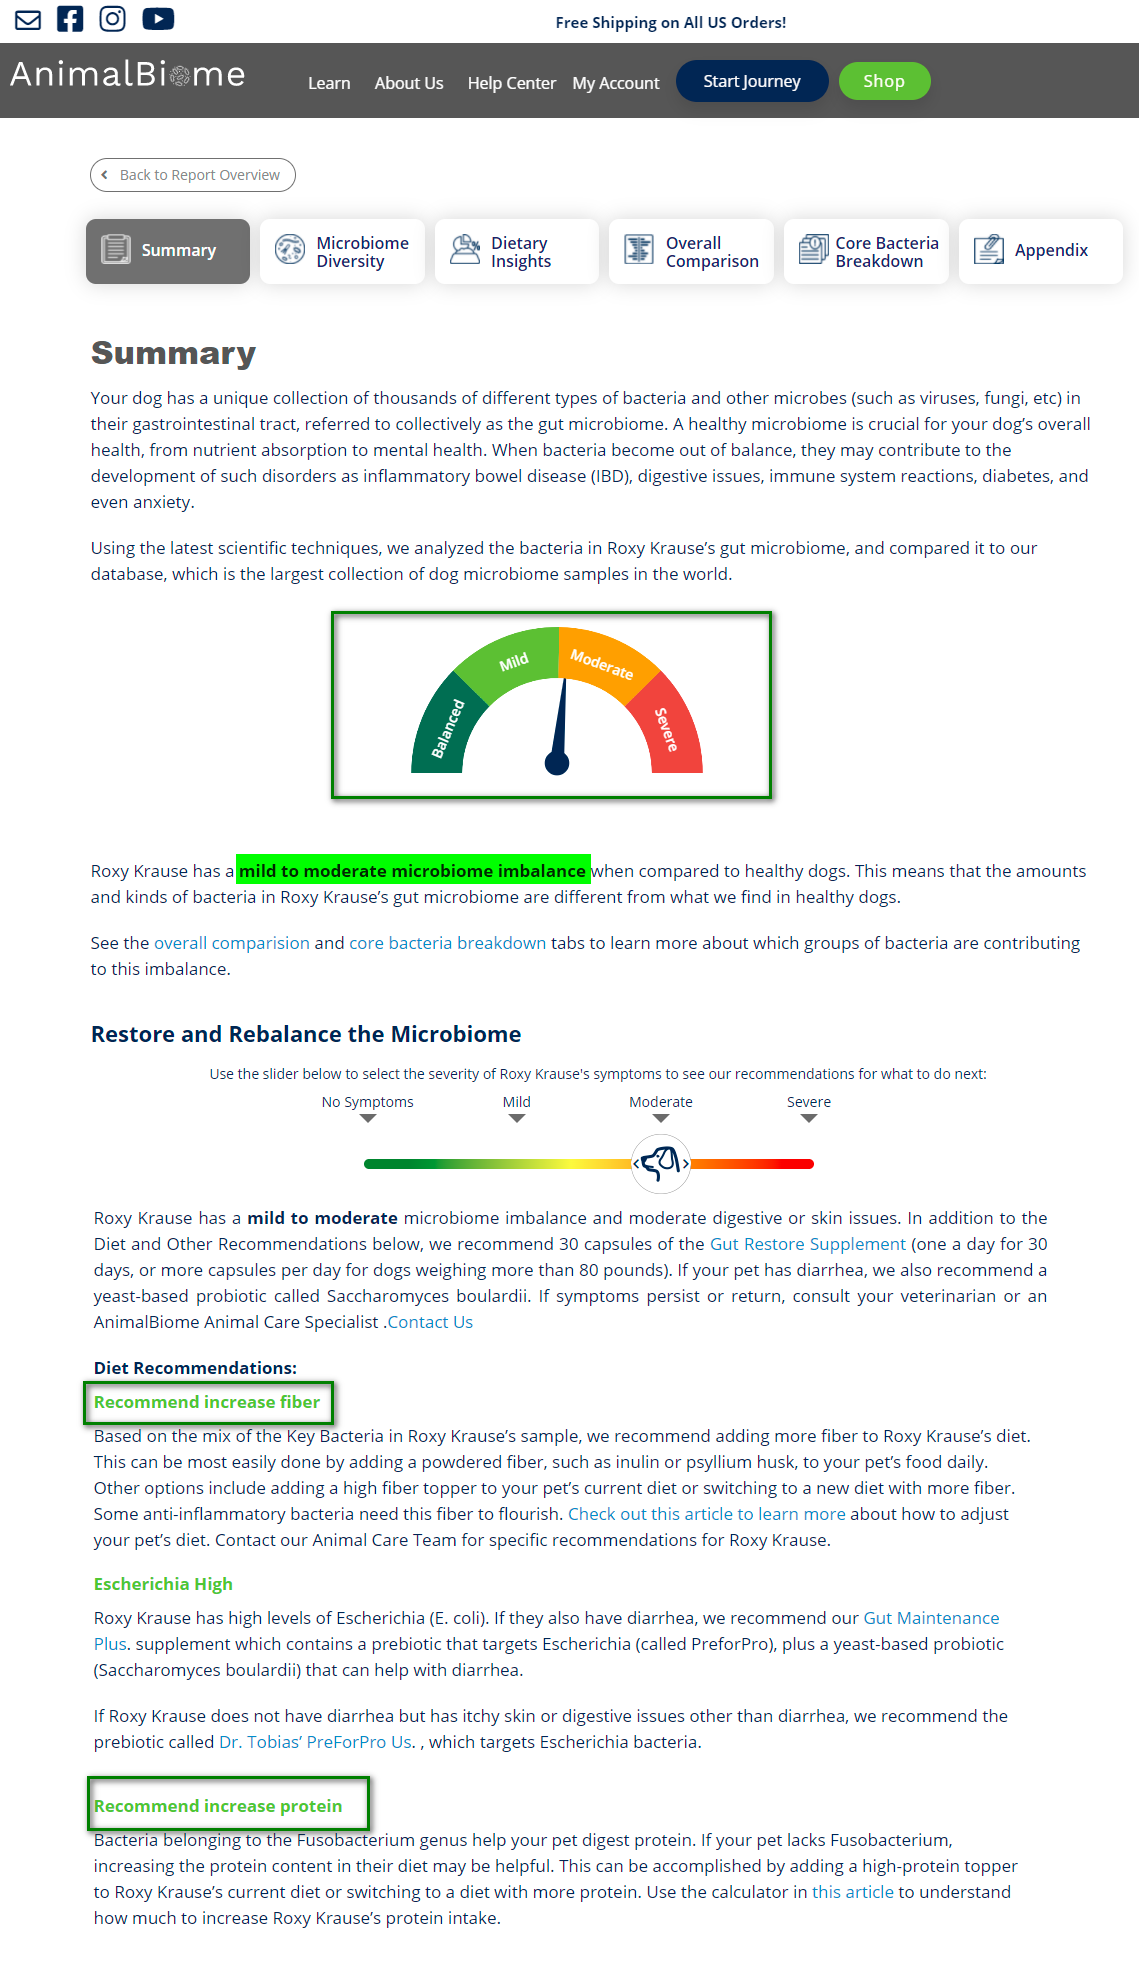 Free Shipping on All US Orders!
AnimalBiome
Learn About Us Help Center My Account Start Journey Shop
Back to Report Overview
Summary
Microbiome
Diversity
Dietary
Insights
Overall
Comparison
Core Bacteria
Breakdown
Appendix
Summary
Your dog has a unique collection of thousands of different types of bacteria and other microbes (such as viruses, fungi, etc) in
their gastrointestinal tract, referred to collectively as the gut microbiome. A healthy microbiome is crucial for your dog’s overall
health, from nutrient absorption to mental health. When bacteria become out of balance, they may contribute to the
development of such disorders as inflammatory bowel disease (IBD), digestive issues, immune system reactions, diabetes, and
even anxiety.
Using the latest scientific techniques, we analyzed the bacteria in Roxy Krause’s gut microbiome, and compared it to our
database, which is the largest collection of dog microbiome samples in the world.
Balanced
Mild
Moderate
Severe
Roxy Krause has a mild to moderate microbiome imbalance when compared to healthy dogs. This means that the amounts
and kinds of bacteria in Roxy Krause’s gut microbiome are different from what we find in healthy dogs.
See the overall comparision and core bacteria breakdown tabs to learn more about which groups of bacteria are contributing
to this imbalance.
Restore and Rebalance the Microbiome
Use the slider below to select the severity of Roxy Krause's symptoms to see our recommendations for what to do next:
No Symptoms Mild Moderate Severe
Roxy Krause has a mild to moderate microbiome imbalance and moderate digestive or skin issues. In addition to the
Diet and Other Recommendations below, we recommend 30 capsules of the Gut Restore Supplement (one a day for 30
days, or more capsules per day for dogs weighing more than 80 pounds). If your pet has diarrhea, we also recommend a
yeast-based probiotic called Saccharomyces boulardii. If symptoms persist or return, consult your veterinarian or an
AnimalBiome Animal Care Specialist .Contact Us
Diet Recommendations:
Recommend increase fiber
Based on the mix of the Key Bacteria in Roxy Krause’s sample, we recommend adding more fiber to Roxy Krause’s diet.
This can be most easily done by adding a powdered fiber, such as inulin or psyllium husk, to your pet’s food daily.
Other options include adding a high fiber topper to your pet’s current diet or switching to a new diet with more fiber.
Some anti-inflammatory bacteria need this fiber to flourish. Check out this article to learn more about how to adjust
your pet’s diet. Contact our Animal Care Team for specific recommendations for Roxy Krause.
Escherichia High
Roxy Krause has high levels of Escherichia (E. coli). If they also have diarrhea, we recommend our Gut Maintenance
Plus. supplement which contains a prebiotic that targets Escherichia (called PreforPro), plus a yeast-based probiotic
(Saccharomyces boulardii) that can help with diarrhea.
If Roxy Krause does not have diarrhea but has itchy skin or digestive issues other than diarrhea, we recommend the
prebiotic called Dr. Tobias’ PreForPro Us. , which targets Escherichia bacteria.
Recommend increase protein
Bacteria belonging to the Fusobacterium genus help your pet digest protein. If your pet lacks Fusobacterium,
increasing the protein content in their diet may be helpful. This can be accomplished by adding a high-protein topper
to Roxy Krause’s current diet or switching to a diet with more protein. Use the calculator in this article to understand
how much to increase Roxy Krause’s protein intake.